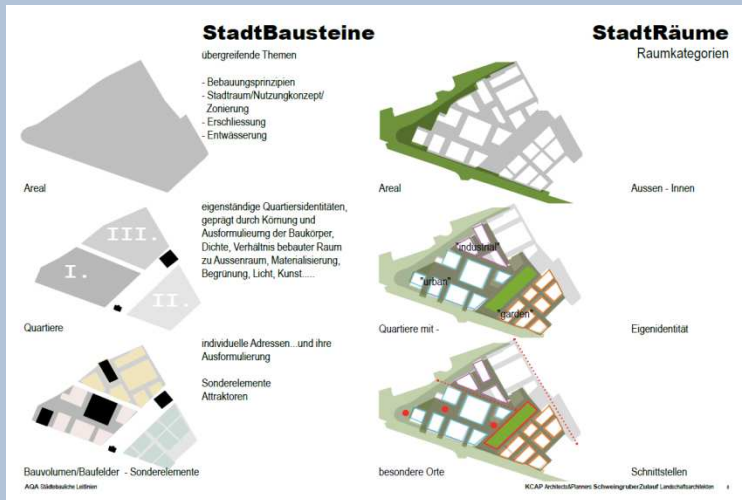 StadtBausteine
übergreifende Themen
- Bebauungsprinzipien
- Stadtraum/Nutzungkonzept/
Zonierung
- Erschliessung
- Entwässerung
Areal
eigenständige Quartiersidentitäten,
geprägt durch Körnung und
Ausformulieurng der Baukörper,
Dichte, Verhältnis bebauter Raum
zu Aussenraum, Materialisierung,
Begrünung, Licht, Kunst.....
III.
I.
II.
Quartiere
individuelle Adressen...und ihre
Ausformulierung
Sonderelemente
Attraktoren
Bauvolumen/Baufelder - Sonderelemente
AQA Städtebauliche Leitlinien
StadtRäume
Raumkategorien
Areal
Aussen - Innen
"industrial"
"urban"
"garden"
Quartiere mit -
Eigenidentität
besondere Orte
Schnittstellen
KCAP Architects&Planners SchweingruberZulauf Landschaftsarchitekten